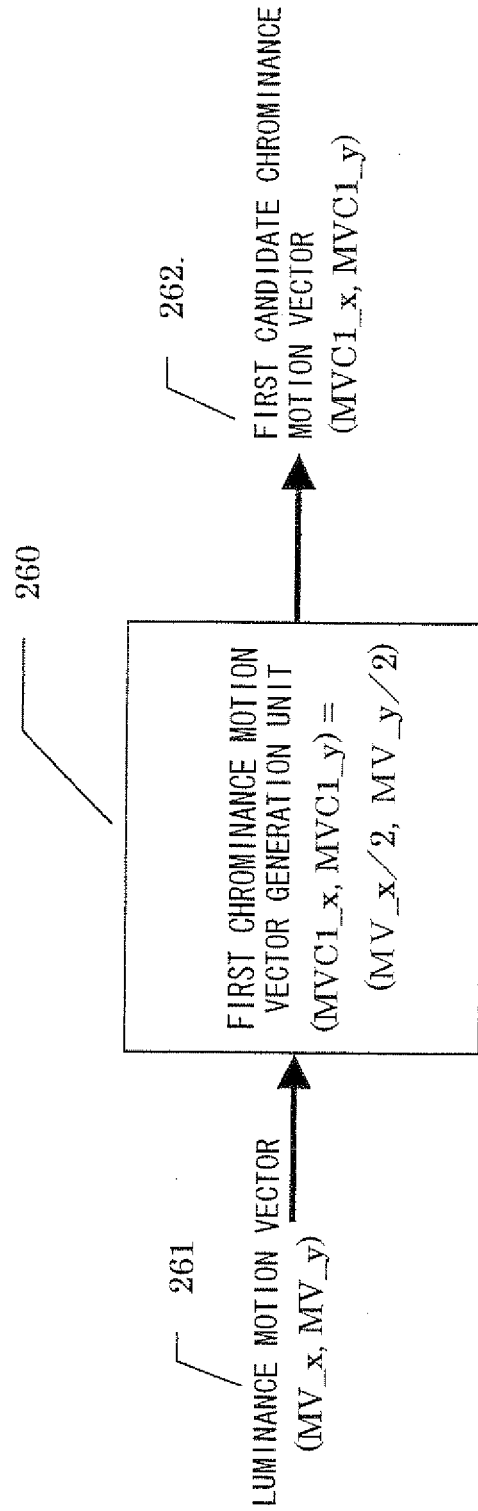 260
261
LUMINANCE MOTION VECTOR
(MV_x, MV_y)
FIRST CHROMINANCE MOTION
VECTOR GENERATION UNIT
(MVC1_x, MVC1_y) =
(MV_x/2, MV_y/2)
262.
FIRST CANDIDATE CHROMINANCE
MOTION VECTOR
(MVC1_x, MVC1_y)